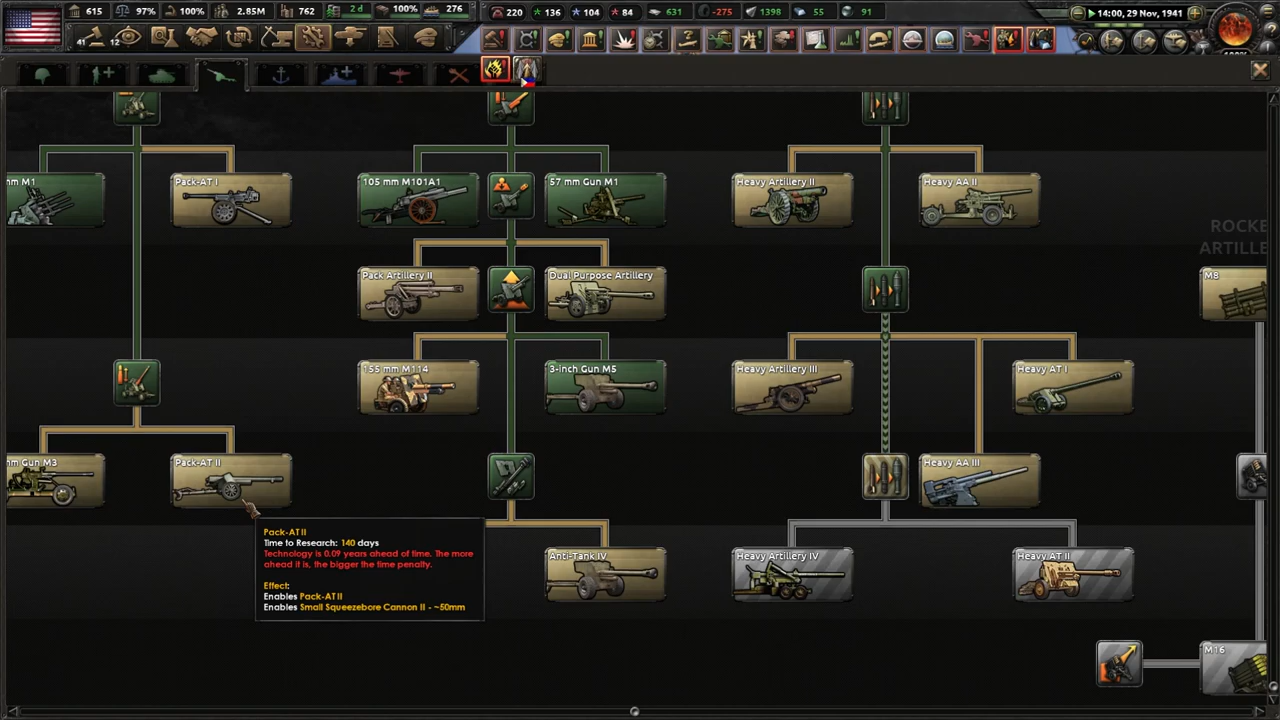 615
97%
100%
2.85M
762
2 d
100%
276
220
136
104
84
631
-275
1398
55
91
14:00, 29 Nov, 1941
41
12
100%
mm M1
Pack-AT I
105 mm M101A1
57 mm Gun M1
Heavy Artillery II
Heavy AA II
ROCKE
ARTILLE
Pack Artillery II
Dual Purpose Artillery
M8
155 mm M114
3-inch Gun M5
Heavy Artillery III
Heavy AT I
mm Gun M3
Pack-AT II
Heavy AA III
Pack-AT II
Time to Research: 140 days
Technology is 0.09 years ahead of time. The more
ahead it is, the bigger the time penalty.
Effect:
Enables Pack-AT II
Enables Small Squeezebore Cannon II - ~50mm
Anti-Tank IV
Heavy Artillery IV
Heavy AT II
M16